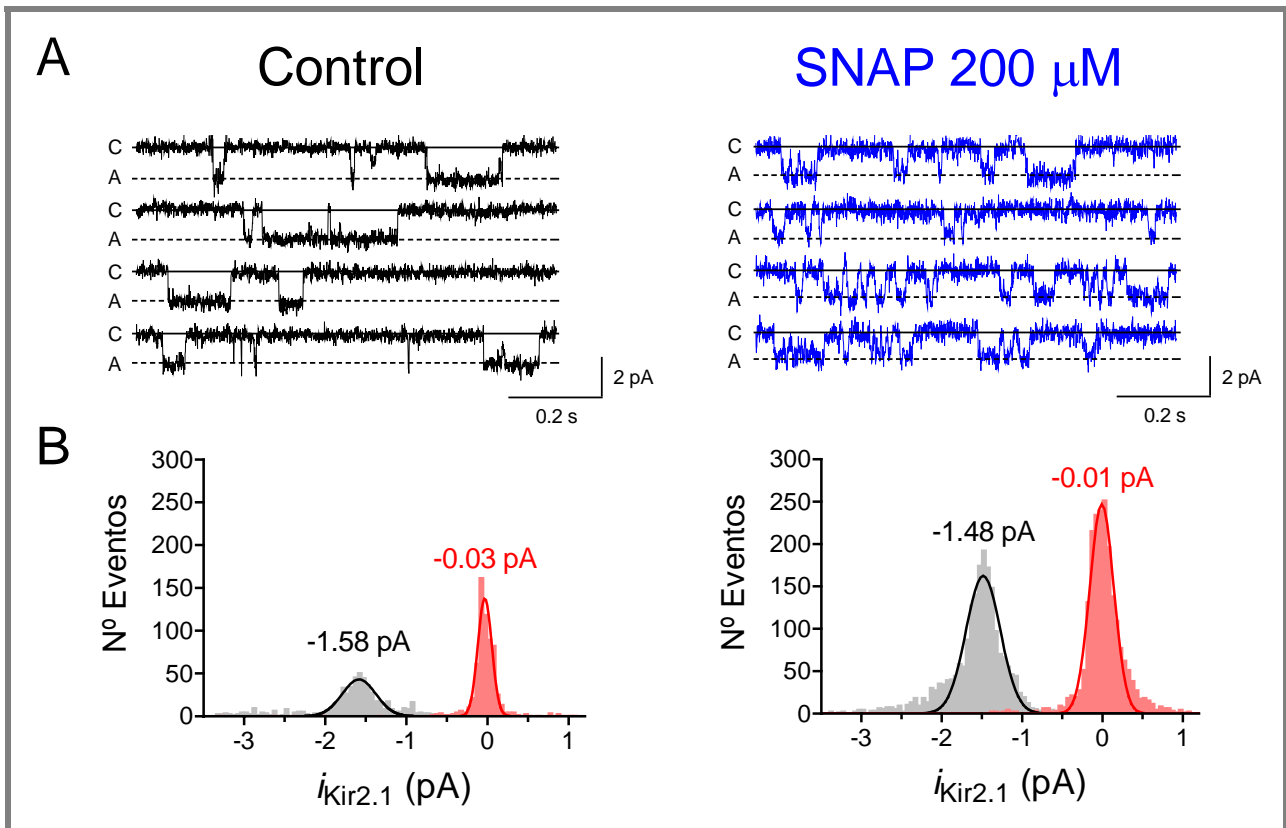 A
Control
SNAP 200 μM
C
A
C
A
C
A
C
A
2 pA
0.2 s
C
A
C
A
C
A
C
A
2 pA
0.2 s
B
300
250
200
150
100
50
0
Nº Eventos
-1.58 pA
-0.03 pA
-3 -2 -1 0 1
iKir2.1 (pA)
300
250
200
150
100
50
0
Nº Eventos
-1.48 pA
-0.01 pA
-3 -2 -1 0 1
iKir2.1 (pA)